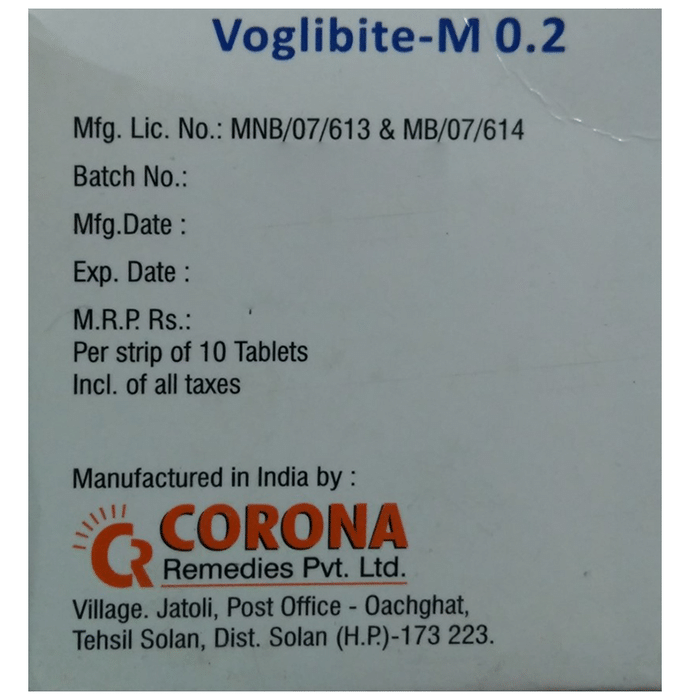 Voglibite-M 0.2
Mfg. Lic. No.: MNB/07/613 & MB/07/614
Batch No.:
Mfg.Date :
Exp. Date :
M.R.P. Rs.:
Per strip of 10 Tablets
Incl. of all taxes
Manufactured in India by :
CR CORONA
Remedies Pvt. Ltd.
Village. Jatoli, Post Office - Oachghat,
Tehsil Solan, Dist. Solan (H.P.)-173 223.